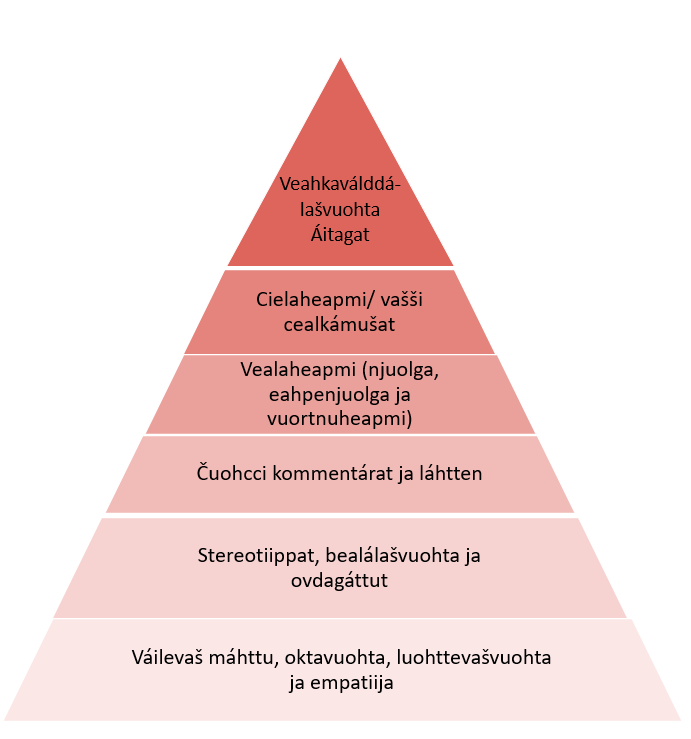 Veahkaválddá-
lašvuohta
Áitagat
Cielaheapmi/ vašši
cealkámušat
Vealaheapmi (njuolga,
eahpenjuolga ja
vuortnuheapmi)
Čuohcci kommentárat ja láhtten
Stereotiippat, bealálašvuohta ja
ovdagáttut
Váilevaš máhttu, oktavuohta, luohttevašvuohta
ja empatiija